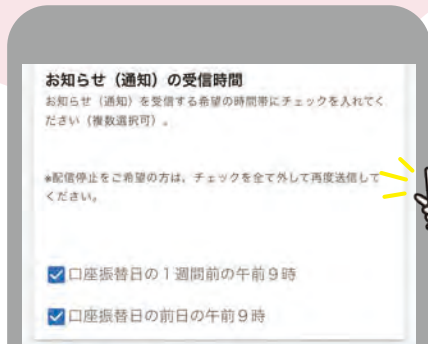 お知らせ（通知）の受信時間
お知らせ（通知）を受信する希望の時間帯にチェックを入れてく
ださい（複数選択可）。
※配信停止をご希望の方は、チェックを全て外して再度送信して
ください。
口座振替日の1週間前の午前9時
口座振替日の前日の午前9時